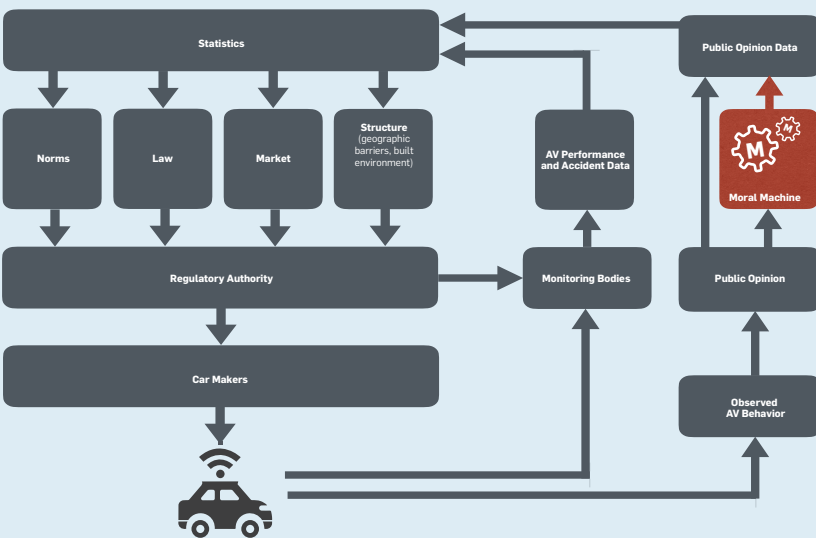 Statistics
Public Opinion Data
Norms
Law
Market
Structure
(geographic
barriers, built
environment)
AV Performance
and Accident Data
M
M
Moral Machine
Regulatory Authority
Monitoring Bodies
Public Opinion
Car Makers
Observed
AV Behavior